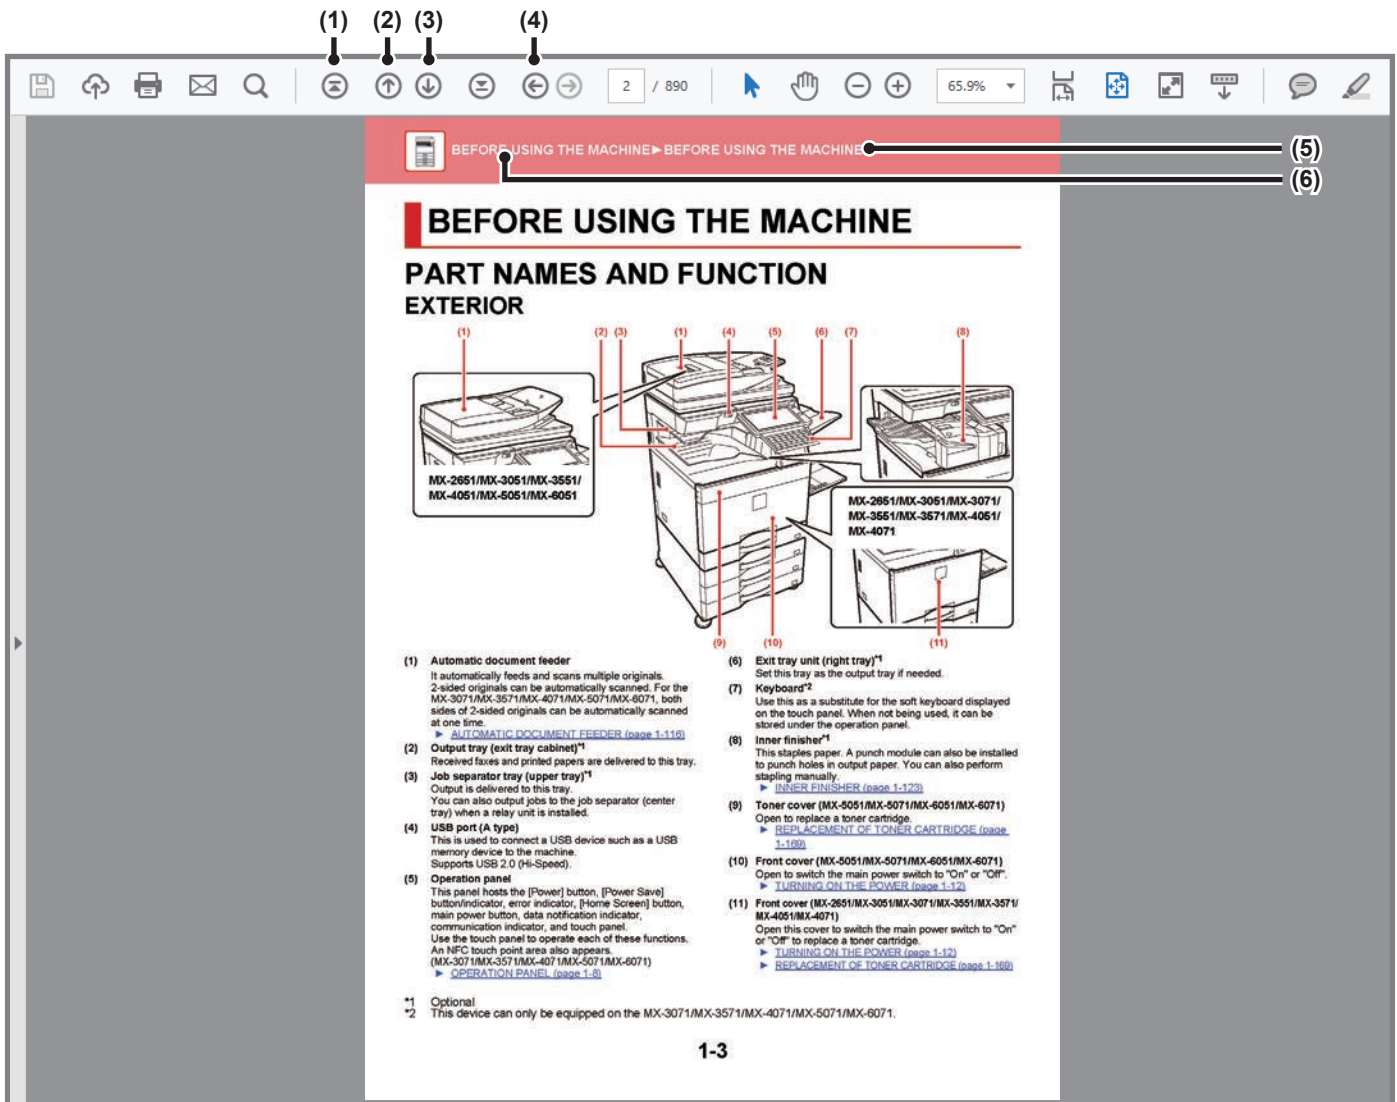 (1) (2) (3) (4)
2 / 890 65.9%
BEFORE USING THE MACHINE►BEFORE USING THE MACHINE
(5)
(6)
BEFORE USING THE MACHINE
PART NAMES AND FUNCTION
EXTERIOR
(1) (2) (3) (1) (4) (5) (6) (7) (8)
MX-2651/MX-3051/MX-3551/
MX-4051/MX-5051/MX-6051
MX-2651/MX-3051/MX-3071/
MX-3551/MX-3571/MX-4051/
MX-4071
(9) (10) (11)
(1) Automatic document feeder
It automatically feeds and scans multiple originals.
2-sided originals can be automatically scanned. For the
MX-3071/MX-3571/MX-4071/MX-5071/MX-6071, both
sides of 2-sided originals can be automatically scanned
at one time.
► AUTOMATIC DOCUMENT FEEDER (page 1-116)
(2) Output tray (exit tray cabinet)*1
Received faxes and printed papers are delivered to this tray.
(3) Job separator tray (upper tray)*1
Output is delivered to this tray.
You can also output jobs to the job separator (center
tray) when a relay unit is installed.
(4) USB port (A type)
This is used to connect a USB device such as a USB
memory device to the machine.
Supports USB 2.0 (Hi-Speed).
(5) Operation panel
This panel hosts the [Power] button, [Power Save]
button/indicator, error indicator, [Home Screen] button,
main power button, data notification indicator,
communication indicator, and touch panel.
Use the touch panel to operate each of these functions.
An NFC touch point area also appears.
(MX-3071/MX-3571/MX-4071/MX-5071/MX-6071)
► OPERATION PANEL (page 1-8)
(6) Exit tray unit (right tray)*1
Set this tray as the output tray if needed.
(7) Keyboard*2
Use this as a substitute for the soft keyboard displayed
on the touch panel. When not being used, it can be
stored under the operation panel.
(8) Inner finisher*1
This staples paper. A punch module can also be installed
to punch holes in output paper. You can also perform
stapling manually.
► INNER FINISHER (page 1-123)
(9) Toner cover (MX-5051/MX-5071/MX-6051/MX-6071)
Open to replace a toner cartridge.
► REPLACEMENT OF TONER CARTRIDGE (page
1-169)
(10) Front cover (MX-5051/MX-5071/MX-6051/MX-6071)
Open to switch the main power switch to "On" or "Off".
► TURNING ON THE POWER (page 1-12)
(11) Front cover (MX-2651/MX-3051/MX-3071/MX-3551/MX-3571/
MX-4051/MX-4071)
Open this cover to switch the main power switch to "On"
or "Off" to replace a toner cartridge.
► TURNING ON THE POWER (page 1-12)
► REPLACEMENT OF TONER CARTRIDGE (page 1-169)
*1 Optional
*2 This device can only be equipped on the MX-3071/MX-3571/MX-4071/MX-5071/MX-6071.
1-3